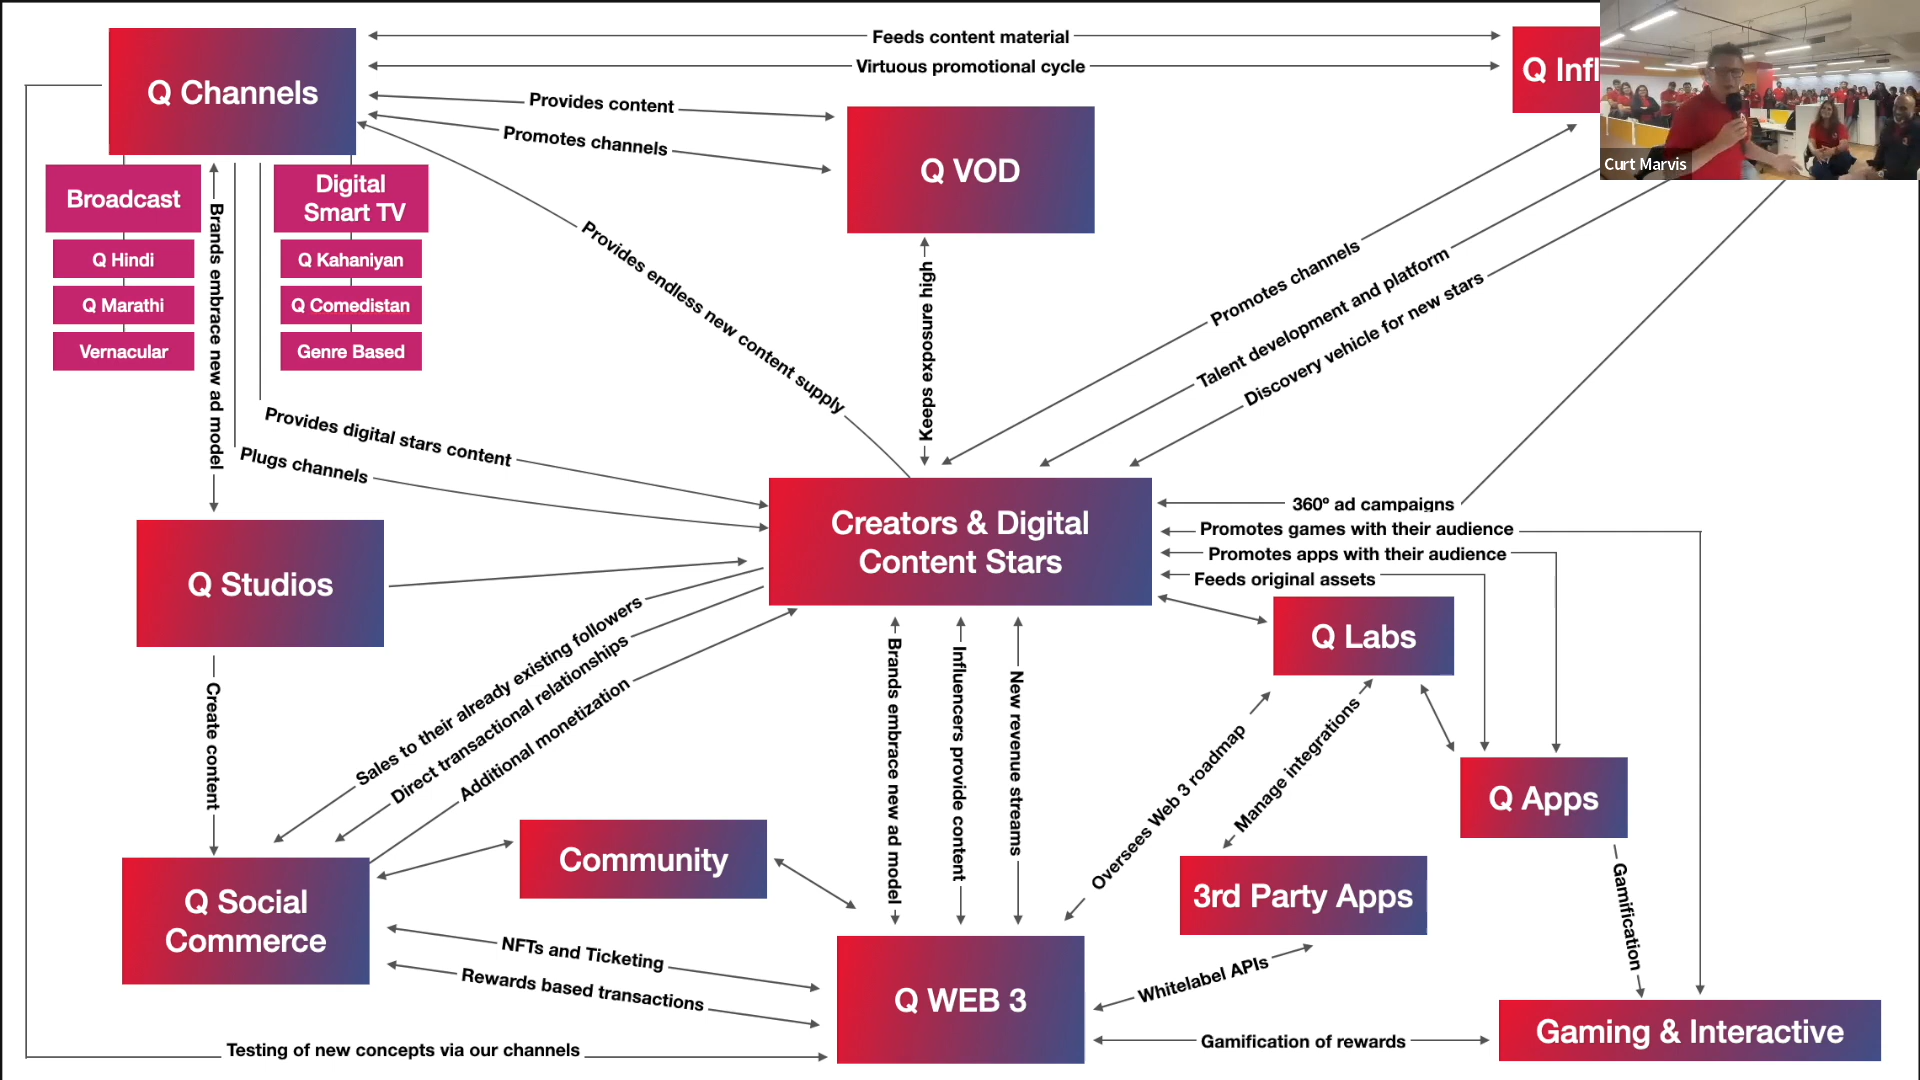 Feeds content material
Virtuous promotional cycle
Q Channels
Q Infl
Provides content
Promotes channels
Q VOD
Curt Marvis
Broadcast
Digital
Smart TV
Q Hindi
Q Kahaniyan
Q Marathi
Q Comedistan
Vernacular
Genre Based
Brands embrace new ad model
Provides endless new content supply
Keeps exposure high
Promotes channels
Talent development and platform
Discovery vehicle for new stars
Provides digital stars content
Plugs channels
Creators & Digital
Content Stars
360º ad campaigns
Promotes games with their audience
Promotes apps with their audience
Feeds original assets
Q Studios
Q Labs
Create content
Sales to their already existing followers
Direct transactional relationships
Additional monetization
Brands embrace new ad model
Influencers provide content
New revenue streams
Oversees Web 3 roadmap
Manage integrations
Q Apps
Community
3rd Party Apps
Gamification
Q Social
Commerce
NFTs and Ticketing
Rewards based transactions
Q WEB 3
Whitelabel APIs
Gamification of rewards
Gaming & Interactive
Testing of new concepts via our channels